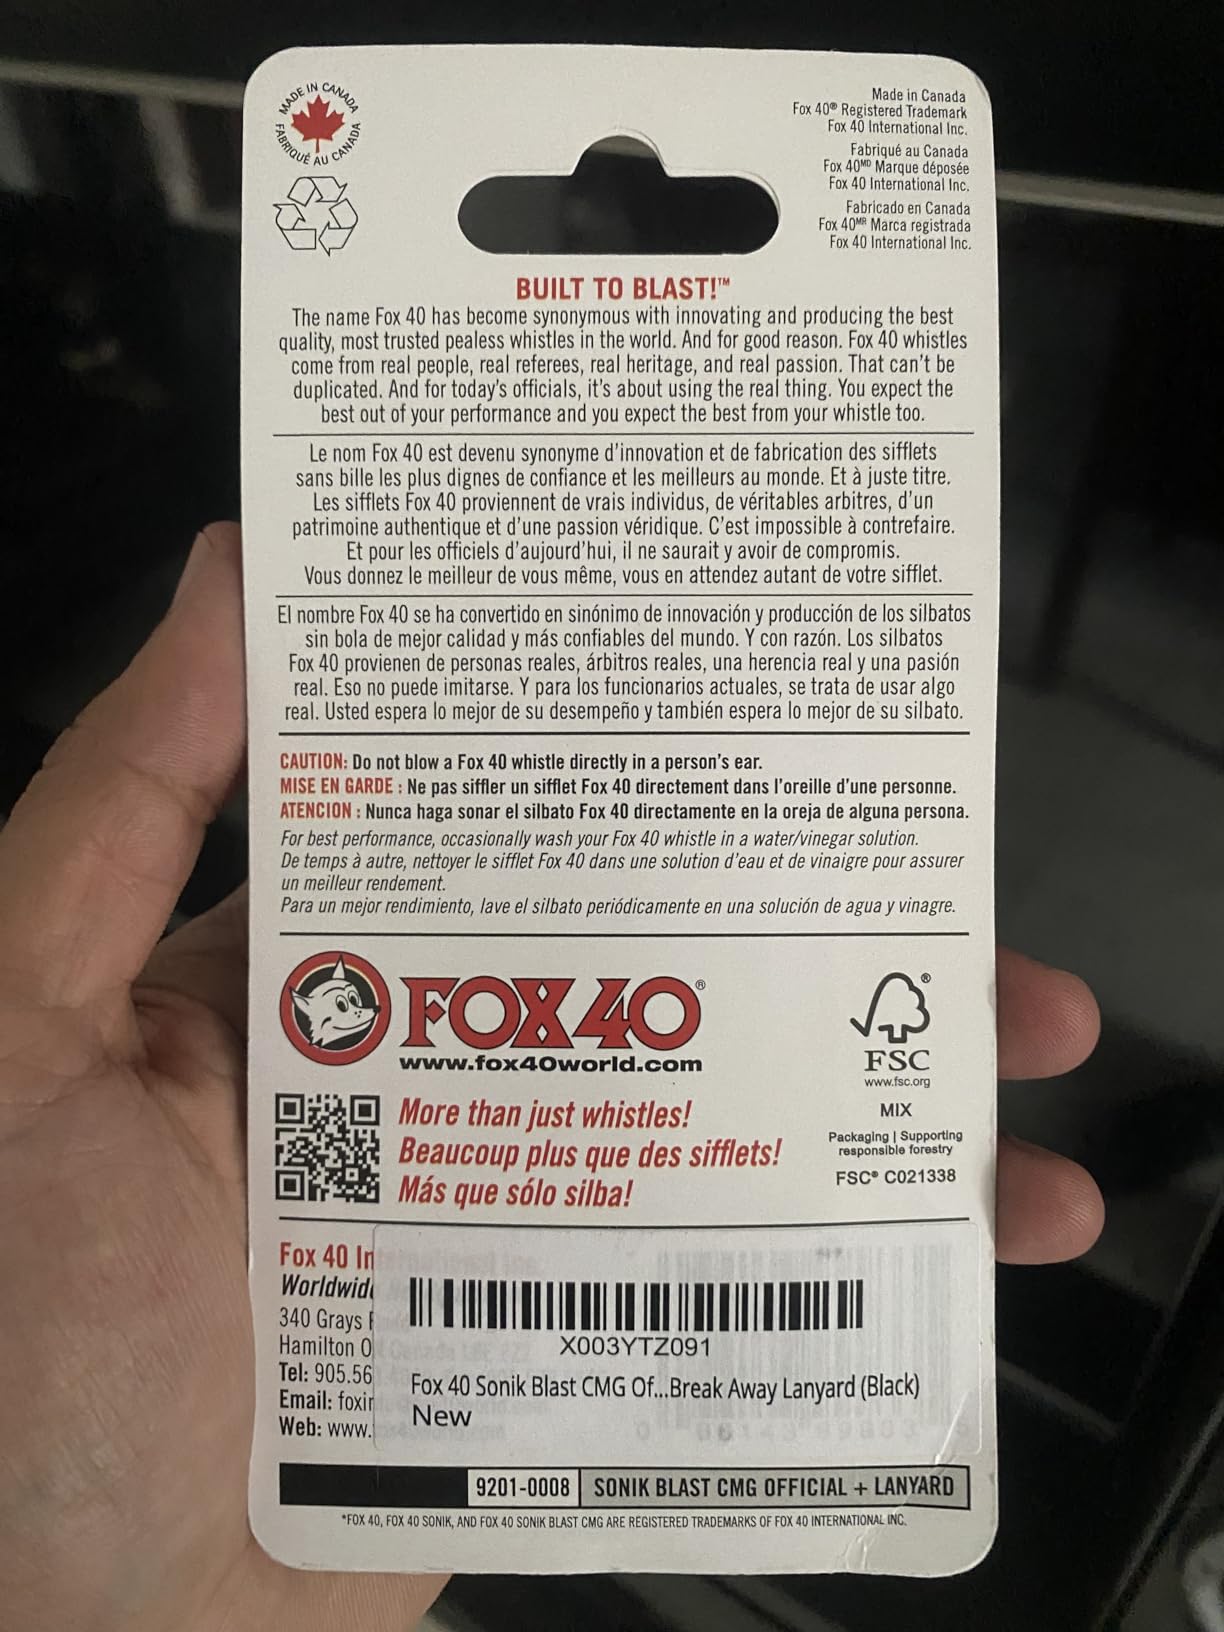 MADE IN CANADA
FABRIQUÉ AU CANADA
Made in Canada
Fox 40® Registered Trademark
Fox 40 International Inc.
Fabriqué au Canada
Fox 40ᴹᴰ Marque déposée
Fox 40 International Inc.
Fabricado en Canada
Fox 40ᴹᴿ Marca registrada
Fox 40 International Inc.
BUILT TO BLAST!™
The name Fox 40 has become synonymous with innovating and producing the best
quality, most trusted pealess whistles in the world. And for good reason. Fox 40 whistles
come from real people, real referees, real heritage, and real passion. That can't be
duplicated. And for today's officials, it's about using the real thing. You expect the
best out of your performance and you expect the best from your whistle too.
Le nom Fox 40 est devenu synonyme d'innovation et de fabrication des sifflets
sans bille les plus dignes de confiance et les meilleurs au monde. Et à juste titre.
Les sifflets Fox 40 proviennent de vrais individus, de véritables arbitres, d'un
patrimoine authentique et d'une passion véridique. C'est impossible à contrefaire.
Et pour les officiels d'aujourd'hui, il ne saurait y avoir de compromis.
Vous donnez le meilleur de vous même, vous en attendez autant de votre sifflet.
El nombre Fox 40 se ha convertido en sinónimo de innovación y producción de los silbatos
sin bola de mejor calidad y más confiables del mundo. Y con razón. Los silbatos
Fox 40 provienen de personas reales, árbitros reales, una herencia real y una pasión
real. Eso no puede imitarse. Y para los funcionarios actuales, se trata de usar algo
real. Usted espera lo mejor de su desempeño y también espera lo mejor de su silbato.
CAUTION: Do not blow a Fox 40 whistle directly in a person's ear.
MISE EN GARDE : Ne pas siffler un sifflet Fox 40 directement dans l'oreille d'une personne.
ATENCION : Nunca haga sonar el silbato Fox 40 directamente en la oreja de alguna persona.
For best performance, occasionally wash your Fox 40 whistle in a water/vinegar solution.
De temps à autre, nettoyer le sifflet Fox 40 dans une solution d'eau et de vinaigre pour assurer
un meilleur rendement.
Para un mejor rendimiento, lave el silbato periódicamente en una solución de agua y vinagre.
FOX 40®
www.fox40world.com
FSC®
www.fsc.org
MIX
Packaging | Supporting
responsible forestry
FSC® C021338
More than just whistles!
Beaucoup plus que des sifflets!
Más que sólo silba!
Fox 40 In
Worldwide
340 Grays
Hamilton O
Tel: 905.56
Email: foxin
Web: www.
X003YTZ091
Fox 40 Sonik Blast CMG Of...Break Away Lanyard (Black)
New
9201-0008 SONIK BLAST CMG OFFICIAL + LANYARD
*FOX 40, FOX 40 SONIK, AND FOX 40 SONIK BLAST CMG ARE REGISTERED TRADEMARKS OF FOX 40 INTERNATIONAL INC.